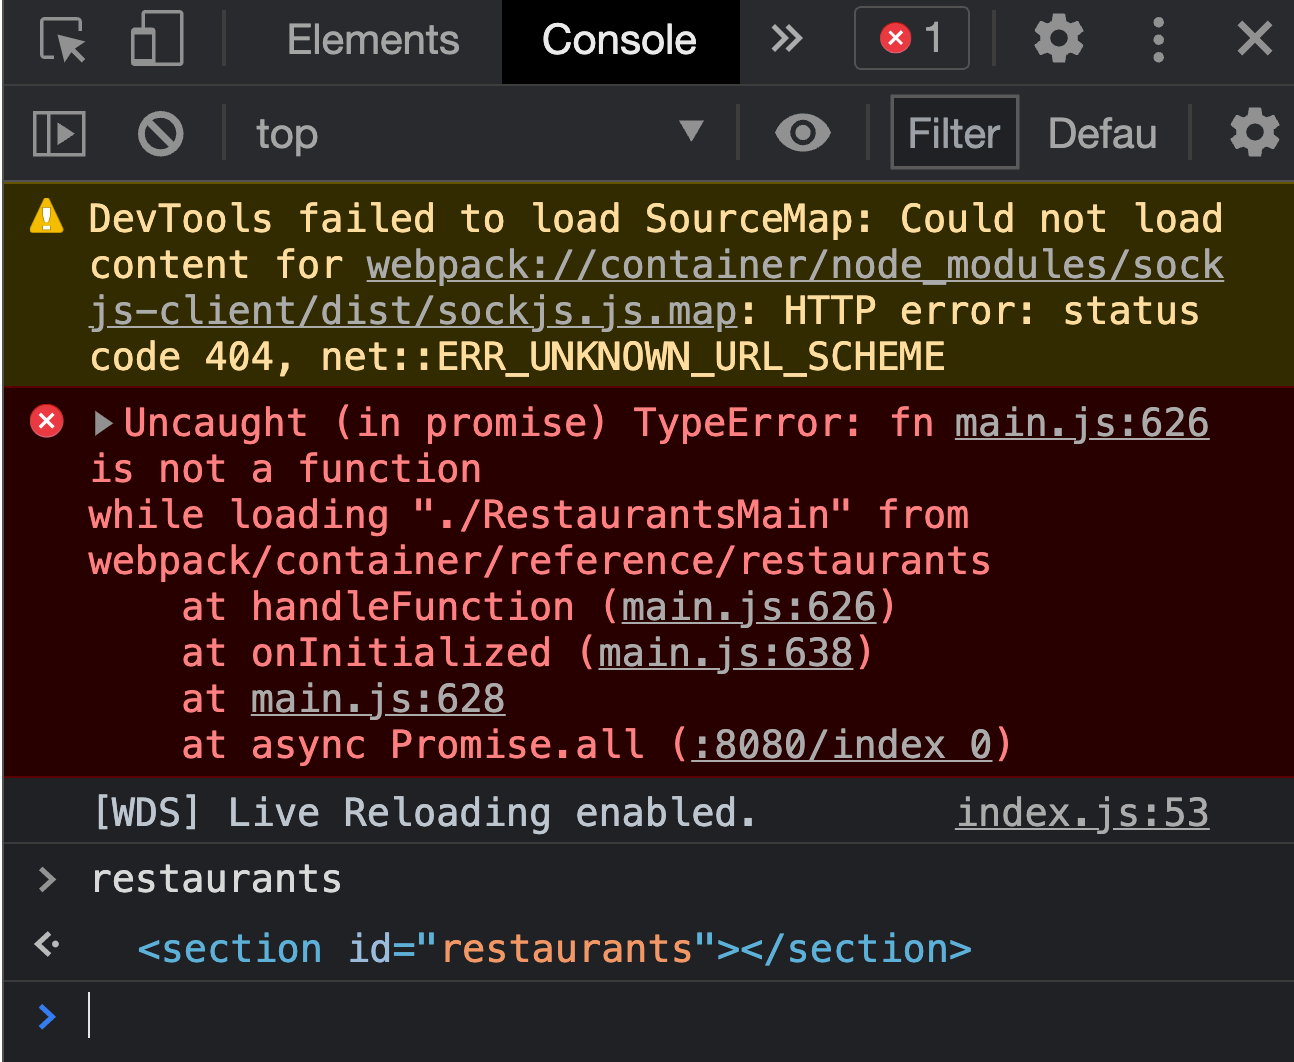 Elements Console 1
top Filter Defau
DevTools failed to load SourceMap: Could not load
content for webpack://container/node_modules/sock
js-client/dist/sockjs.js.map: HTTP error: status
code 404, net::ERR_UNKNOWN_URL_SCHEME
Uncaught (in promise) TypeError: fn main.js:626
is not a function
while loading "./RestaurantsMain" from
webpack/container/reference/restaurants
at handleFunction (main.js:626)
at onInitialized (main.js:638)
at main.js:628
at async Promise.all (:8080/index 0)
[WDS] Live Reloading enabled. index.js:53
restaurants
<section id="restaurants"></section>